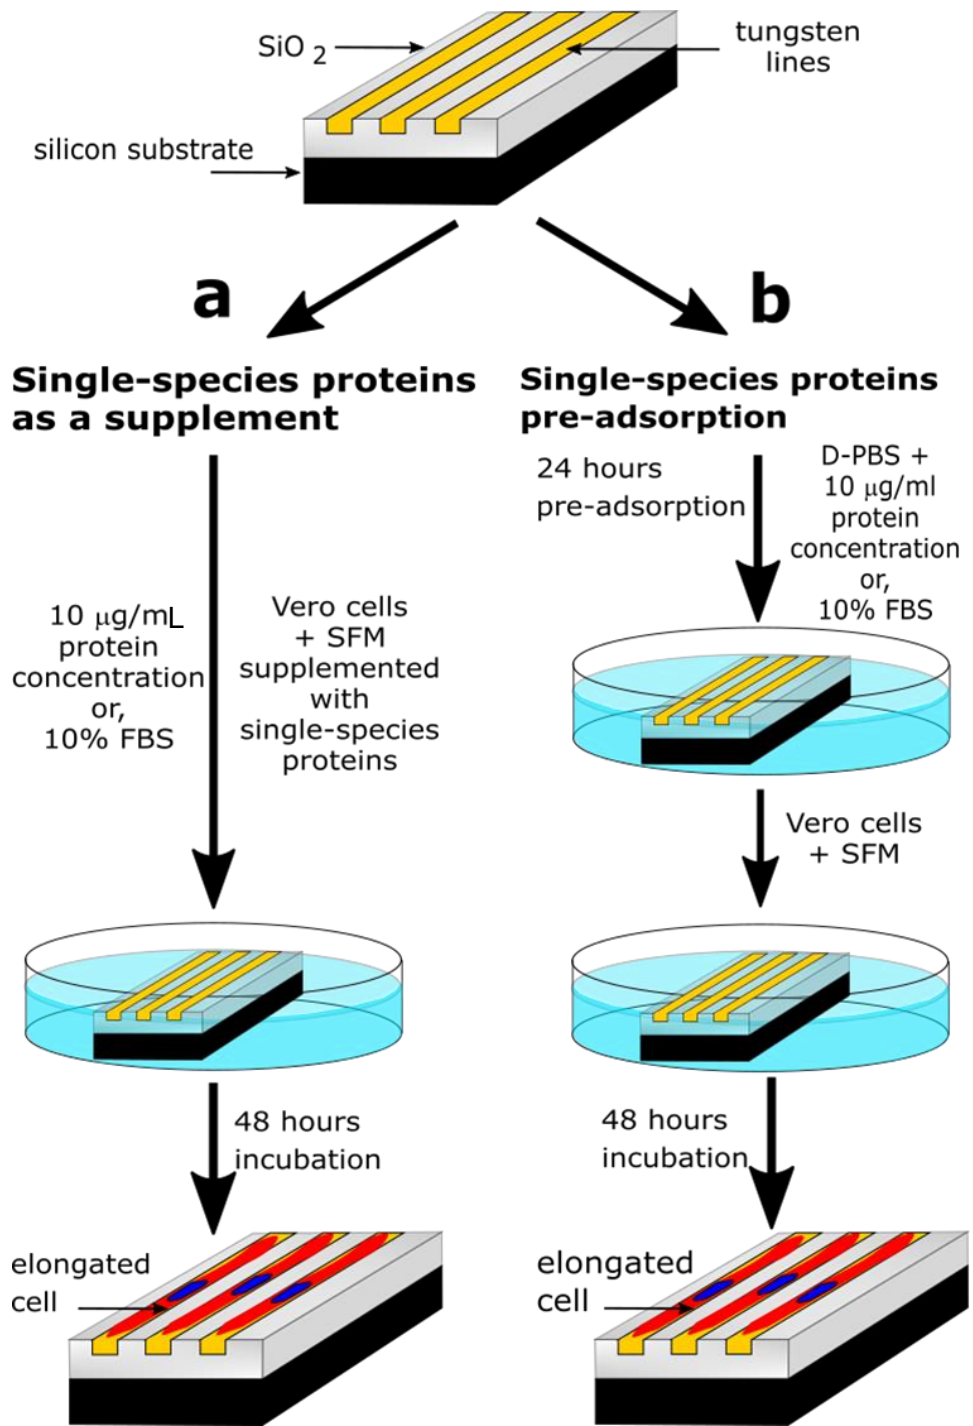 SiO 2
tungsten
lines
silicon substrate
a
b
Single-species proteins
as a supplement
Single-species proteins
pre-adsorption
24 hours
pre-adsorption
D-PBS +
10 μg/ml
protein
concentration
or,
10% FBS
10 μg/mL
protein
concentration
or,
10% FBS
Vero cells
+ SFM
supplemented
with
single-species
proteins
Vero cells
+ SFM
48 hours
incubation
48 hours
incubation
elongated
cell
elongated
cell